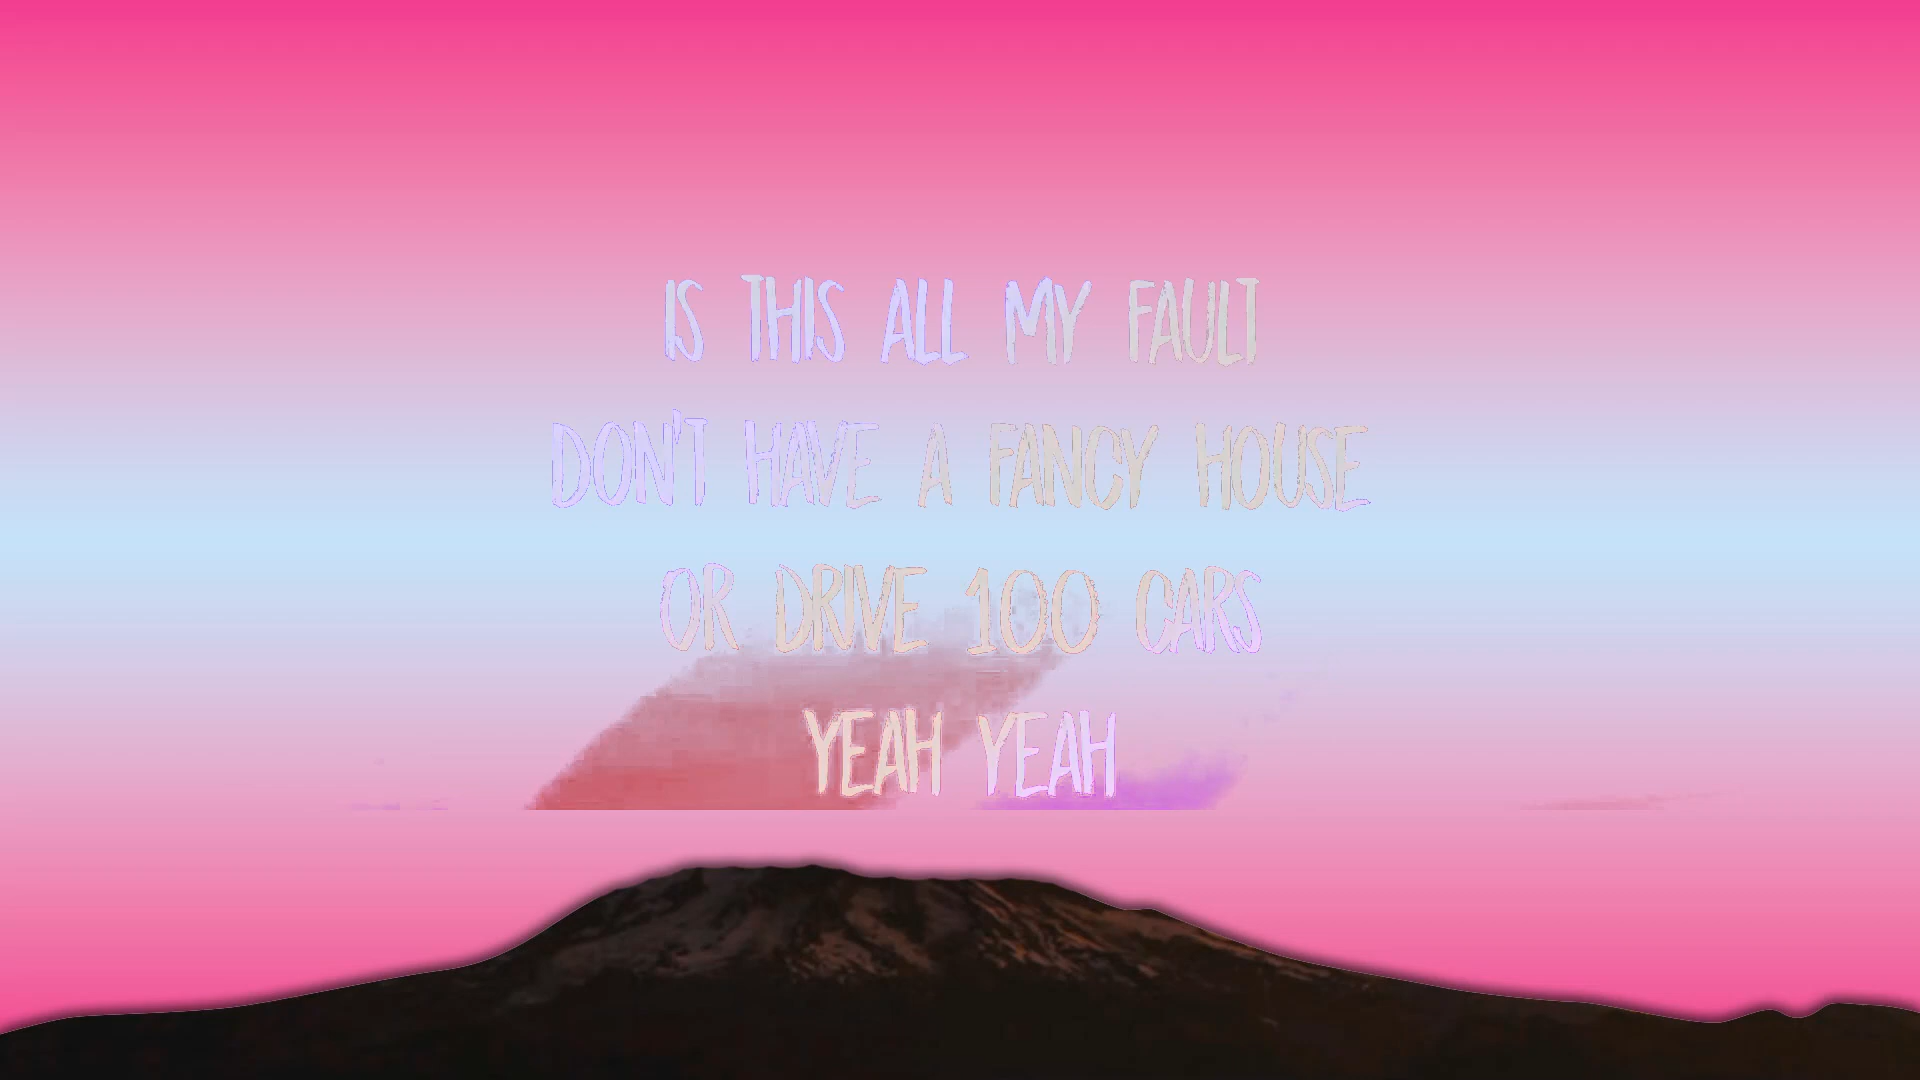 IS THIS ALL MY FAULT
DON'T HAVE A FANCY HOUSE
OR DRIVE 100 CARS
YEAH YEAH